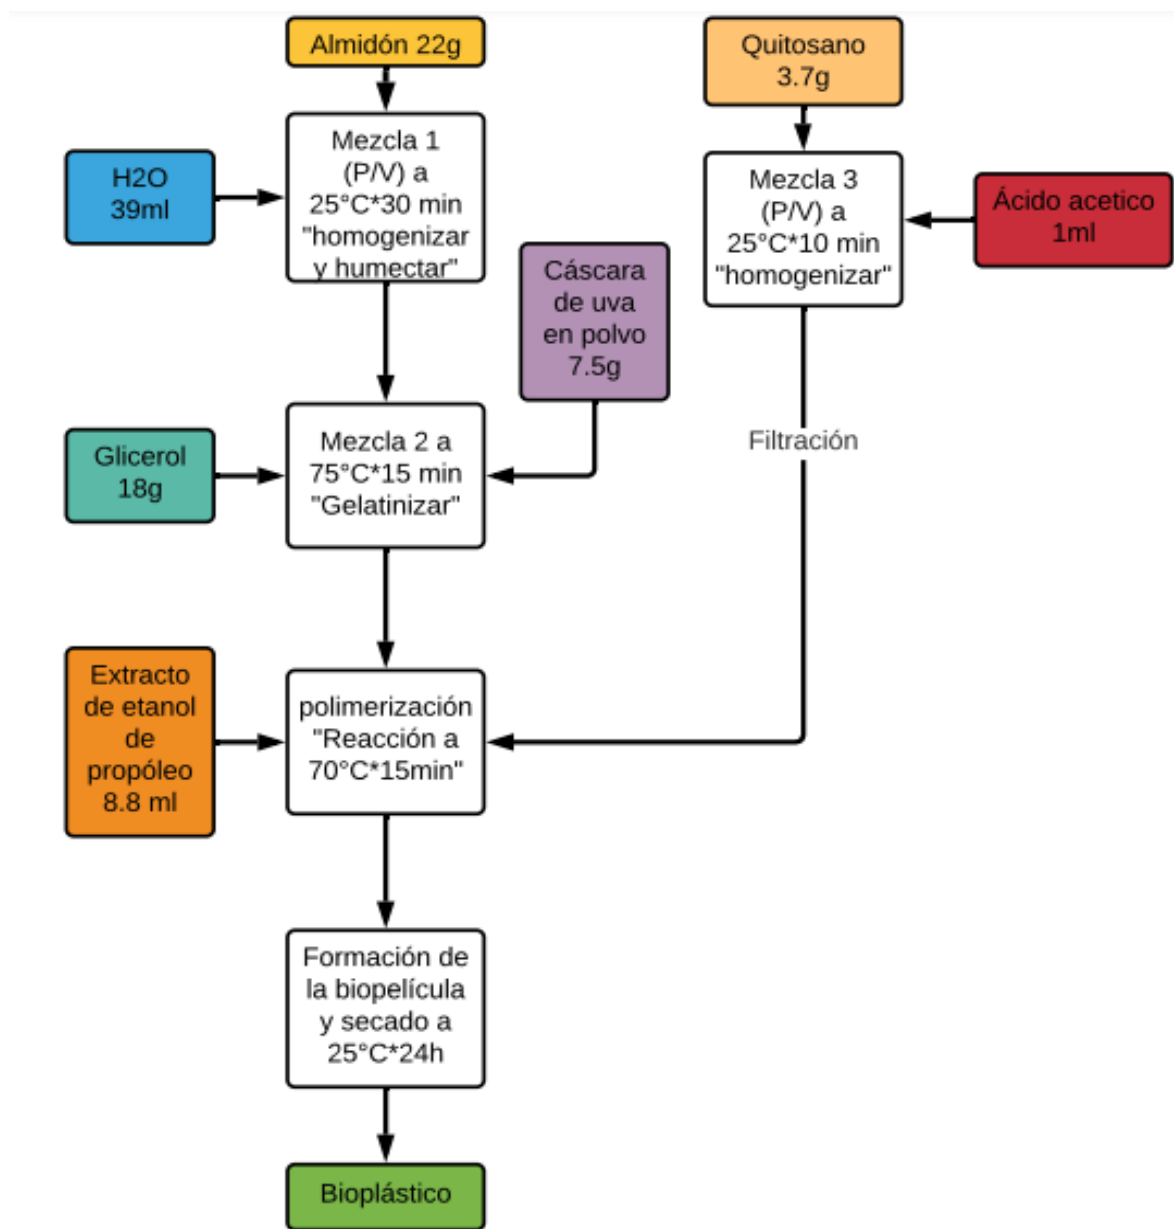 Almidón 22g
Quitosano
3.7g
H2O
39ml
Mezcla 1
(P/V) a
25°C*30 min
"homogenizar
y humectar"
Mezcla 3
(P/V) a
25°C*10 min
"homogenizar"
Ácido acetico
1ml
Cáscara
de uva
en polvo
7.5g
Glicerol
18g
Mezcla 2 a
75°C*15 min
"Gelatinizar"
Filtración
Extracto
de etanol
de
propóleo
8.8 ml
polimerización
"Reacción a
70°C*15min"
Formación de
la biopelícula
y secado a
25°C*24h
Bioplástico